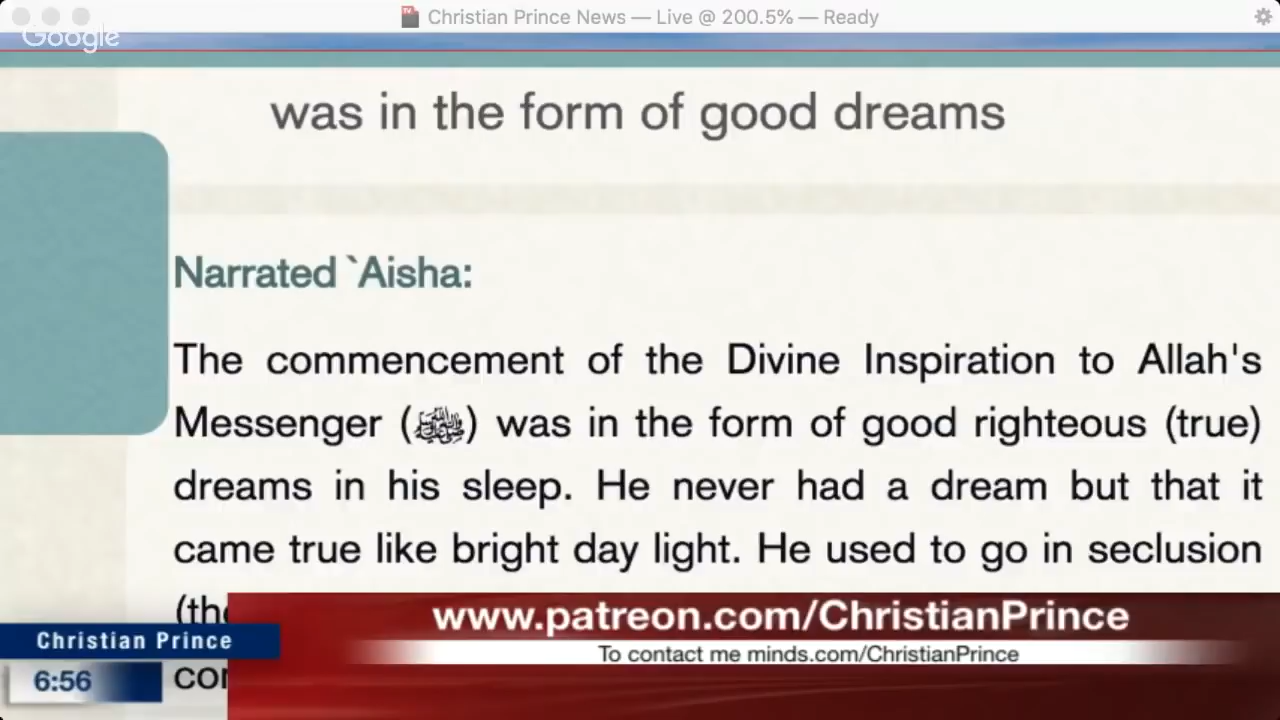 Christian Prince News — Live @ 200.5% — Ready
Google
was in the form of good dreams
Narrated `Aisha:
The commencement of the Divine Inspiration to Allah's
Messenger (ﷺ) was in the form of good righteous (true)
dreams in his sleep. He never had a dream but that it
came true like bright day light. He used to go in seclusion
(the
www.patreon.com/ChristianPrince
Christian Prince
To contact me minds.com/ChristianPrince
6:56
cor